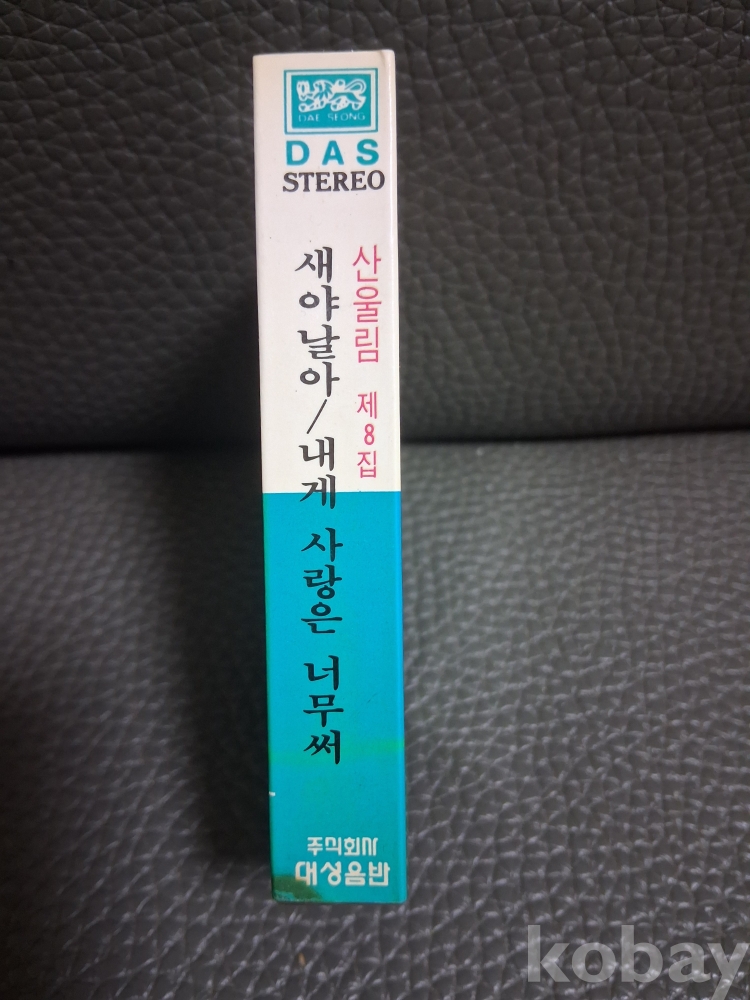 DAE SEONG
DAS
STEREO
산울림 제8집
새야날아/내게 사랑은 너무써
주식회사
대성음반
kobay